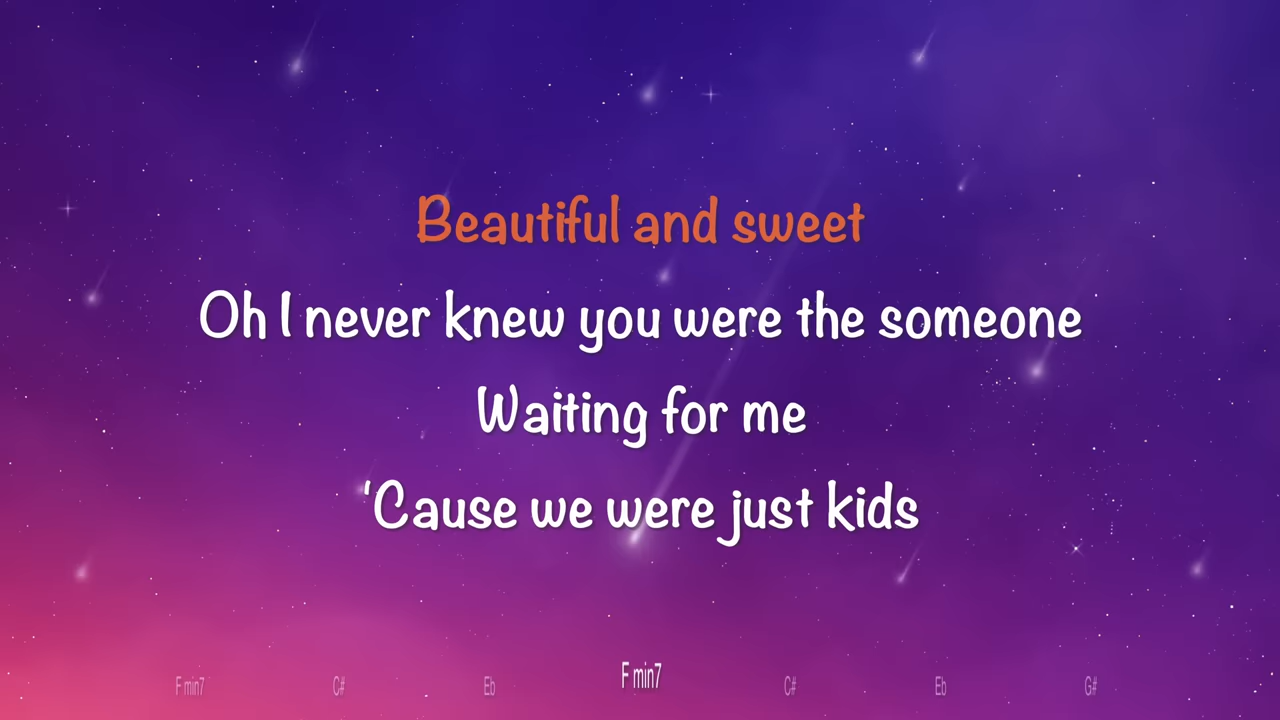 Beautiful and sweet
Oh I never knew you were the someone
Waiting for me
‘Cause we were just kids
F min7 C# Eb F min7 C# Eb G#